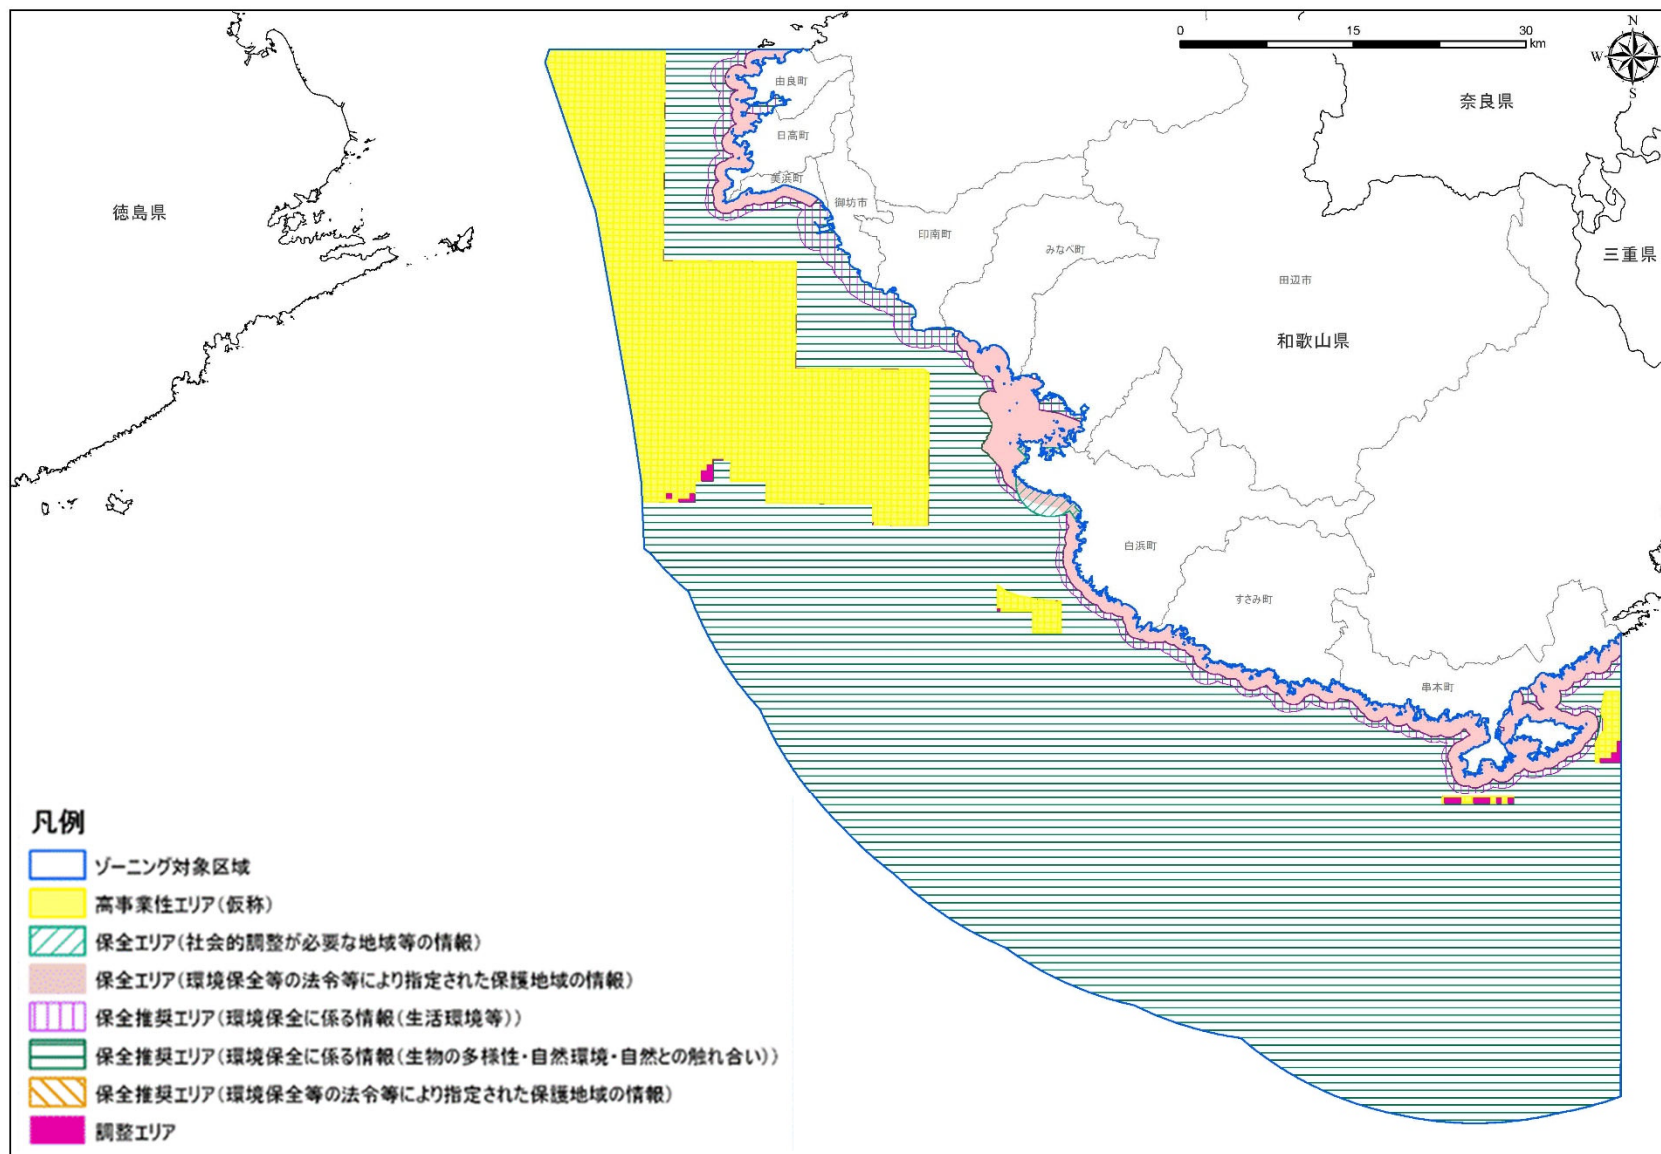 0 15 30
km
N
W
S
奈良県
由良町
日高町
美浜町
御坊市
徳島県
印南町
みなべ町
三重県
田辺市
和歌山県
白浜町
すさみ町
串本町
凡例
ゾーニング対象区域
高事業性エリア(仮称)
保全エリア(社会的調整が必要な地域等の情報)
保全エリア(環境保全等の法令等により指定された保護地域の情報)
保全推奨エリア(環境保全に係る情報(生活環境等))
保全推奨エリア(環境保全に係る情報(生物の多様性・自然環境・自然との触れ合い))
保全推奨エリア(環境保全等の法令等により指定された保護地域の情報)
調整エリア